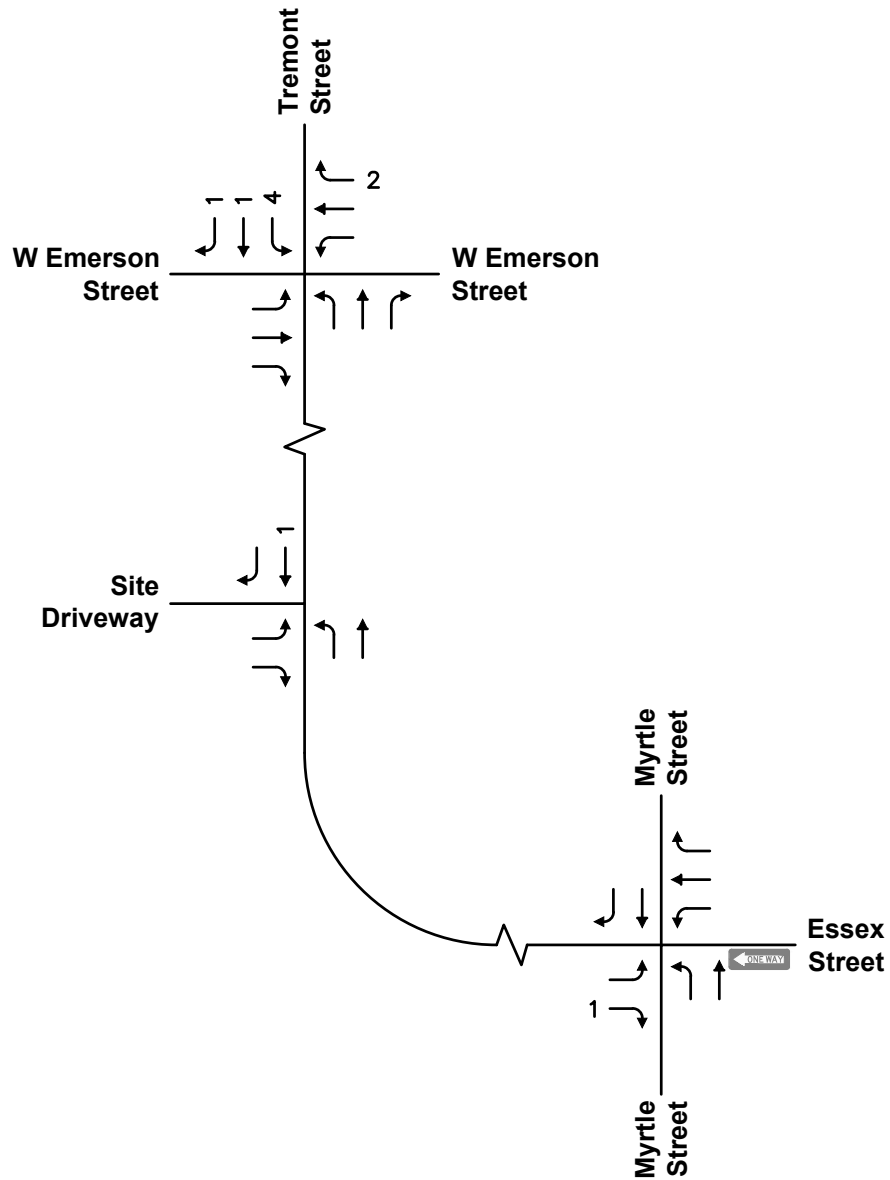 Tremont
Street
2
1
1
4
W Emerson
Street
W Emerson
Street
1
Site
Driveway
Myrtle
Street
Essex
Street
ONE WAY
1
Myrtle
Street